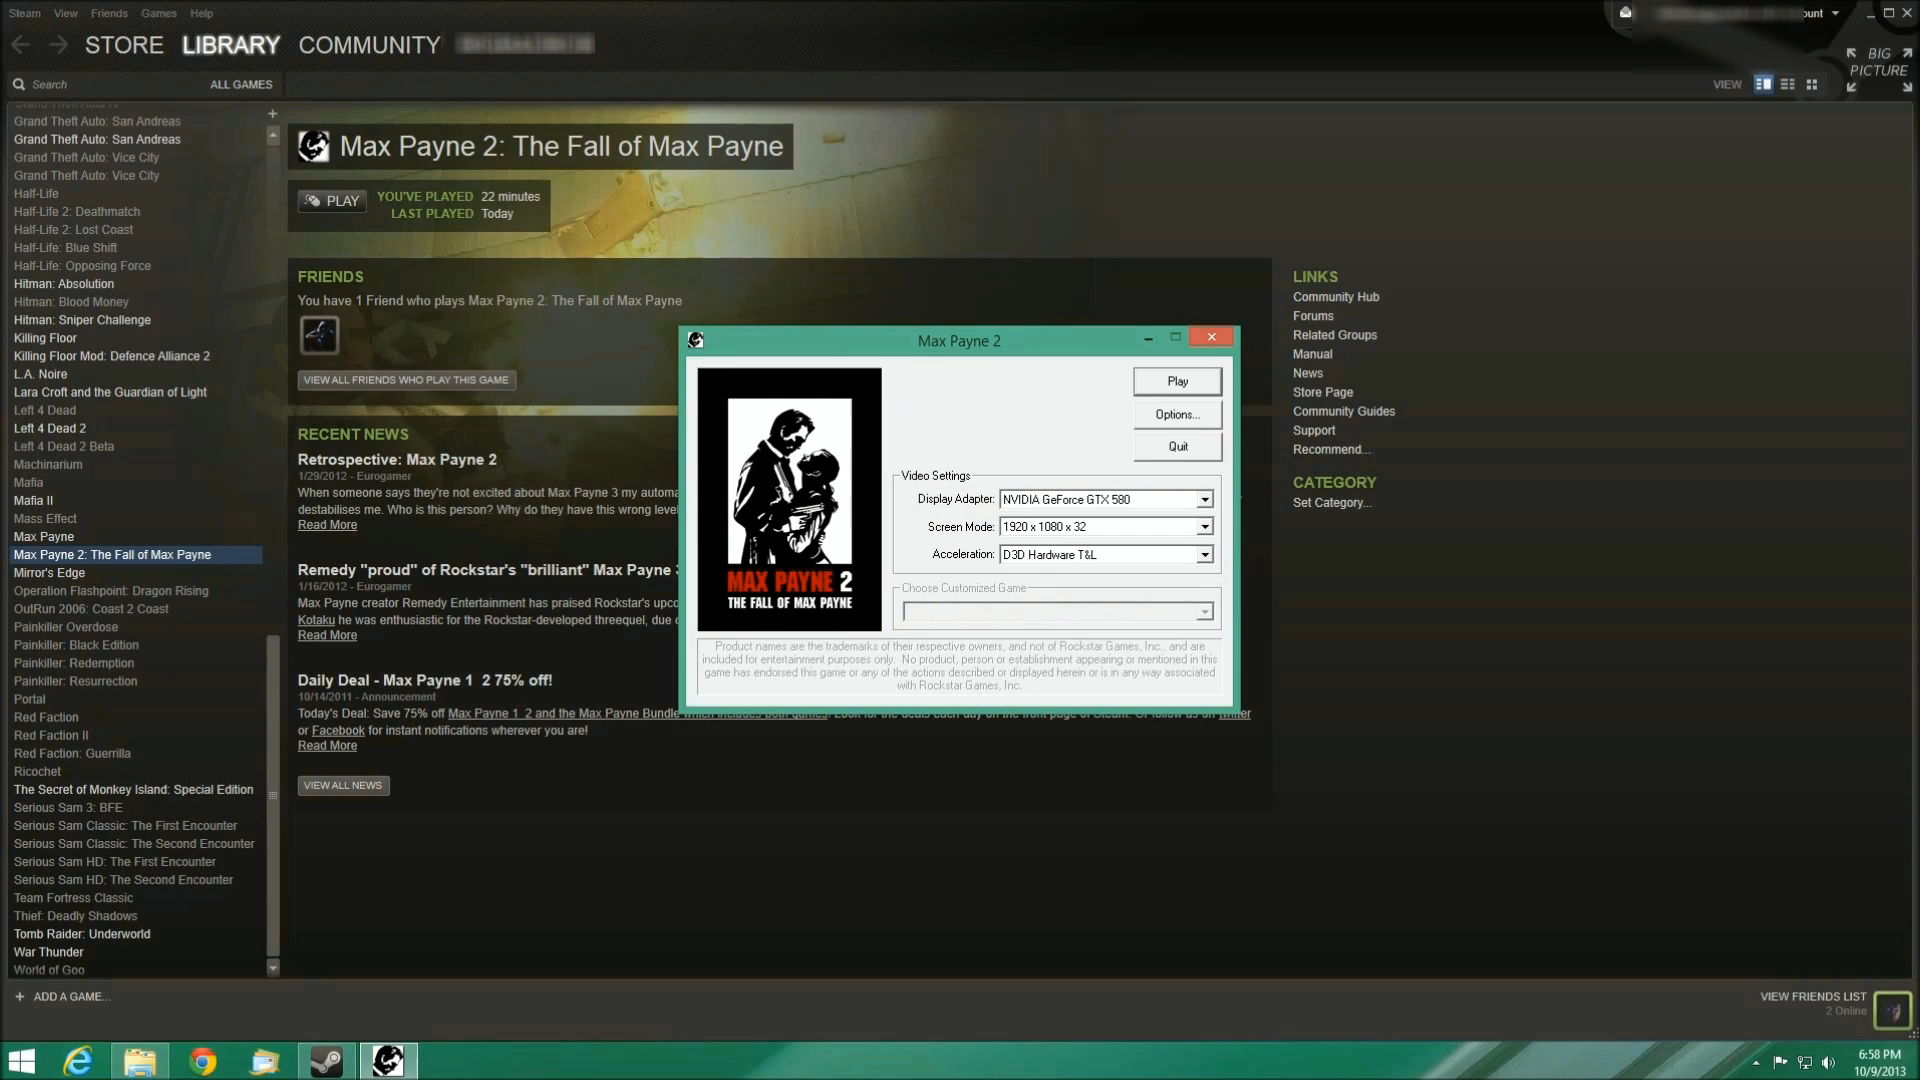 Steam View Friends Games Help
ount
STORE LIBRARY COMMUNITY
BIG PICTURE
Search
ALL GAMES
VIEW
Grand Theft Auto: San Andreas
Grand Theft Auto: San Andreas
Grand Theft Auto: Vice City
Grand Theft Auto: Vice City
Half-Life
Half-Life 2: Deathmatch
Half-Life 2: Lost Coast
Half-Life: Blue Shift
Half-Life: Opposing Force
Hitman: Absolution
Hitman: Blood Money
Hitman: Sniper Challenge
Killing Floor
Killing Floor Mod: Defence Alliance 2
L.A. Noire
Lara Croft and the Guardian of Light
Left 4 Dead
Left 4 Dead 2
Left 4 Dead 2 Beta
Machinarium
Mafia
Mafia II
Mass Effect
Max Payne
Max Payne 2: The Fall of Max Payne
Mirror's Edge
Operation Flashpoint: Dragon Rising
OutRun 2006: Coast 2 Coast
Painkiller Overdose
Painkiller: Black Edition
Painkiller: Redemption
Painkiller: Resurrection
Portal
Red Faction
Red Faction II
Red Faction: Guerrilla
Ricochet
The Secret of Monkey Island: Special Edition
Serious Sam 3: BFE
Serious Sam Classic: The First Encounter
Serious Sam Classic: The Second Encounter
Serious Sam HD: The First Encounter
Serious Sam HD: The Second Encounter
Team Fortress Classic
Thief: Deadly Shadows
Tomb Raider: Underworld
War Thunder
World of Goo
+ ADD A GAME...
Max Payne 2: The Fall of Max Payne
PLAY
YOU'VE PLAYED 22 minutes
LAST PLAYED Today
FRIENDS
You have 1 Friend who plays Max Payne 2: The Fall of Max Payne
VIEW ALL FRIENDS WHO PLAY THIS GAME
RECENT NEWS
Retrospective: Max Payne 2
1/29/2012 - Eurogamer
When someone says they're not excited about Max Payne 3 my automa
destabilises me. Who is this person? Why do they have this wrong level
Read More
Remedy "proud" of Rockstar's "brilliant" Max Payne 3
1/16/2012 - Eurogamer
Max Payne creator Remedy Entertainment has praised Rockstar's upco
Kotaku he was enthusiastic for the Rockstar-developed threequel, due
Read More
Daily Deal - Max Payne 1 2 75% off!
10/14/2011 - Announcement
Today's Deal: Save 75% off Max Payne 1 2 and the Max Payne Bundle which includes both games. Look for the deals each day on the front page of Steam. Or follow us on Twitter
or Facebook for instant notifications wherever you are!
Read More
VIEW ALL NEWS
Max Payne 2
MAX PAYNE 2
THE FALL OF MAX PAYNE
Play
Options...
Quit
Video Settings
Display Adapter: NVIDIA GeForce GTX 580
Screen Mode: 1920 x 1080 x 32
Acceleration: D3D Hardware T&L
Choose Customized Game
Product names are the trademarks of their respective owners, and not of Rockstar Games, Inc., and are
included for entertainment purposes only. No product, person or establishment appearing or mentioned in this
game has endorsed this game or any of the actions described or displayed herein or is in any way associated
with Rockstar Games, Inc.
LINKS
Community Hub
Forums
Related Groups
Manual
News
Store Page
Community Guides
Support
Recommend...
CATEGORY
Set Category...
VIEW FRIENDS LIST
2 Online
6:58 PM
10/9/2013